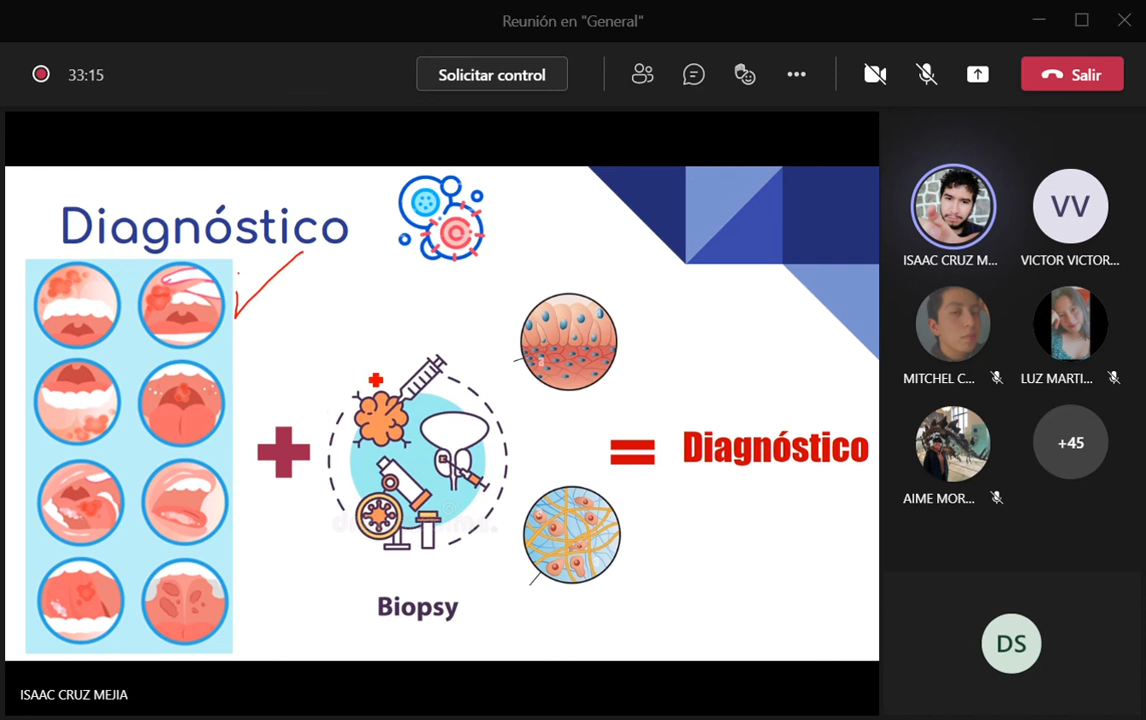 Reunión en "General"
33:15
Solicitar control
Salir
Diagnóstico
Biopsy
Diagnóstico
ISAAC CRUZ M...
VV
VICTOR VICTOR...
MITCHEL C...
LUZ MARTI...
+45
AIME MOR...
DS
ISAAC CRUZ MEJIA